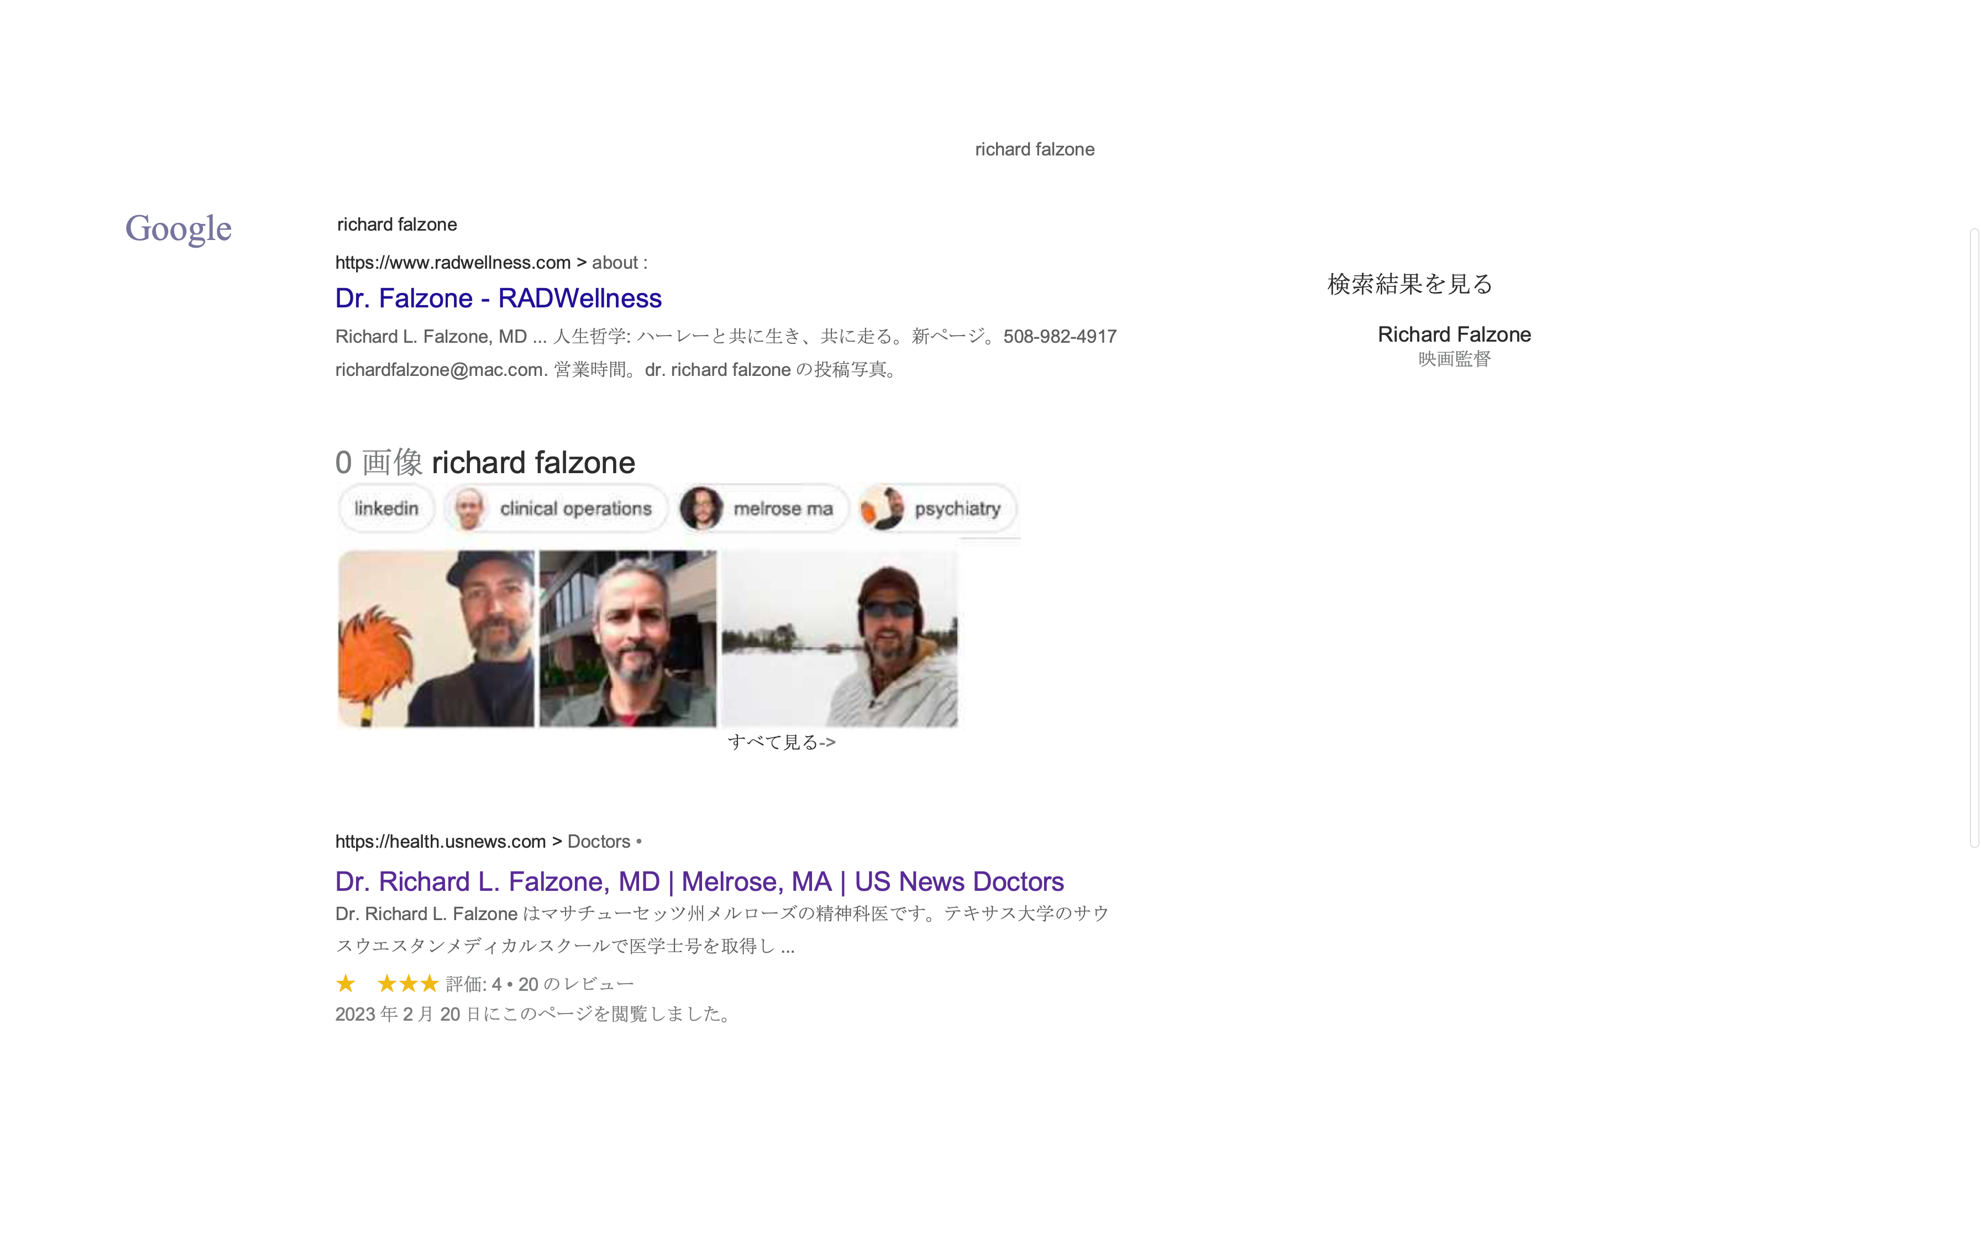 richard falzone
Google
richard falzone
https://www.radwellness.com > about :
Dr. Falzone - RADWellness
Richard L. Falzone, MD ... 人生哲学: ハーレーと共に生き、共に走る。新ページ。508-982-4917
richardfalzone@mac.com. 営業時間。dr. richard falzone の投稿写真。
検索結果を見る
Richard Falzone
映画監督
0 画像 richard falzone
linkedin
clinical operations
melrose ma
psychiatry
すべて見る->
https://health.usnews.com > Doctors •
Dr. Richard L. Falzone, MD | Melrose, MA | US News Doctors
Dr. Richard L. Falzone はマサチューセッツ州メルローズの精神科医です。テキサス大学のサウ
スウエスタンメディカルスクールで医学士号を取得し ...
★ ★★★ 評価: 4 • 20 のレビュー
2023 年 2 月 20 日にこのページを閲覧しました。